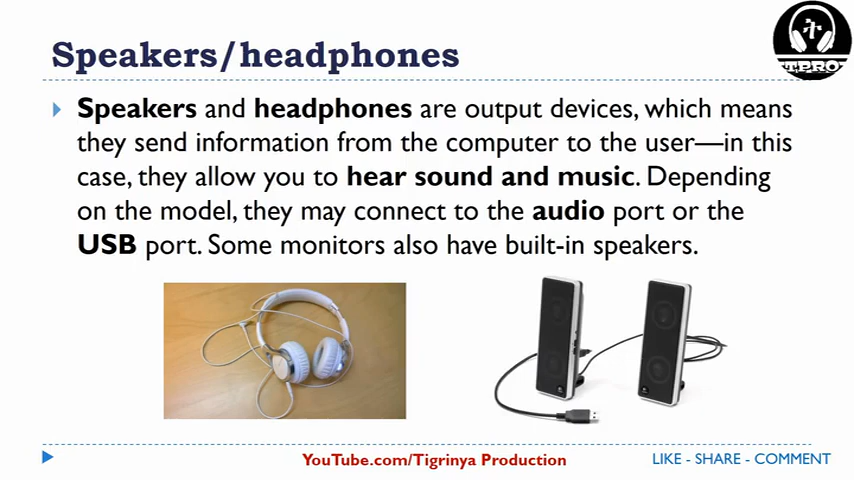 Speakers/headphones
Speakers and headphones are output devices, which means
they send information from the computer to the user—in this
case, they allow you to hear sound and music. Depending
on the model, they may connect to the audio port or the
USB port. Some monitors also have built-in speakers.
TPRO
YouTube.com/Tigrinya Production
LIKE - SHARE - COMMENT